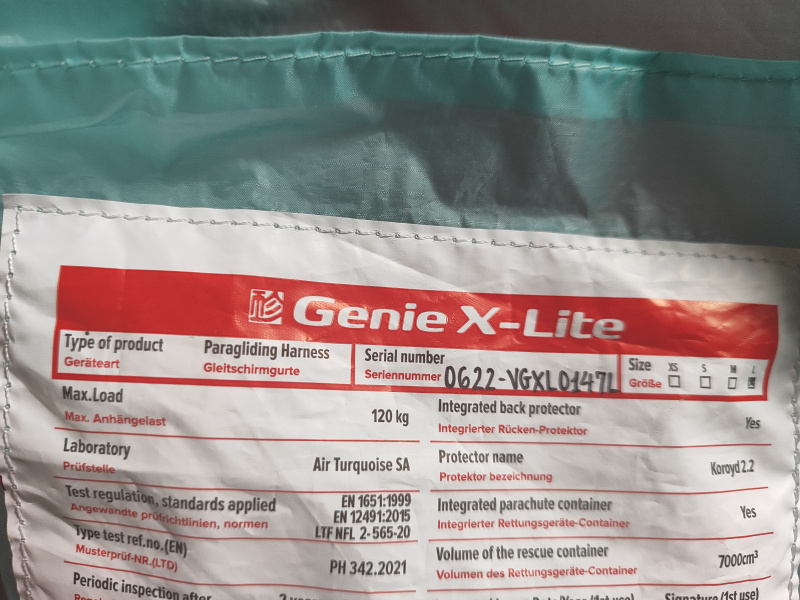 Genie X-Lite
Type of product Paragliding Harness
Geräteart Gleitschirmgurte
Serial number
Seriennummer 0622-VGXL0147L
Size XS S M L
Größe
Max.Load 120 kg
Max. Anhängelast
Laboratory Air Turquoise SA
Prüfstelle
Test regulation, standards applied EN 1651:1999
Angewandte prüfrichtlinien, normen EN 12491:2015
LTF NFL 2-565-20
Type test ref.no.(EN) PH 342.2021
Musterprüf-NR.(LTD)
Periodic inspection after
Integrated back protector Yes
Integrierter Rücken-Protektor
Protector name Koroyd 2.2
Protektor bezeichnung
Integrated parachute container Yes
Integrierter Rettungsgeräte-Container
Volume of the rescue container 7000cm³
Volumen des Rettungsgeräte-Container
Signature (1st use)